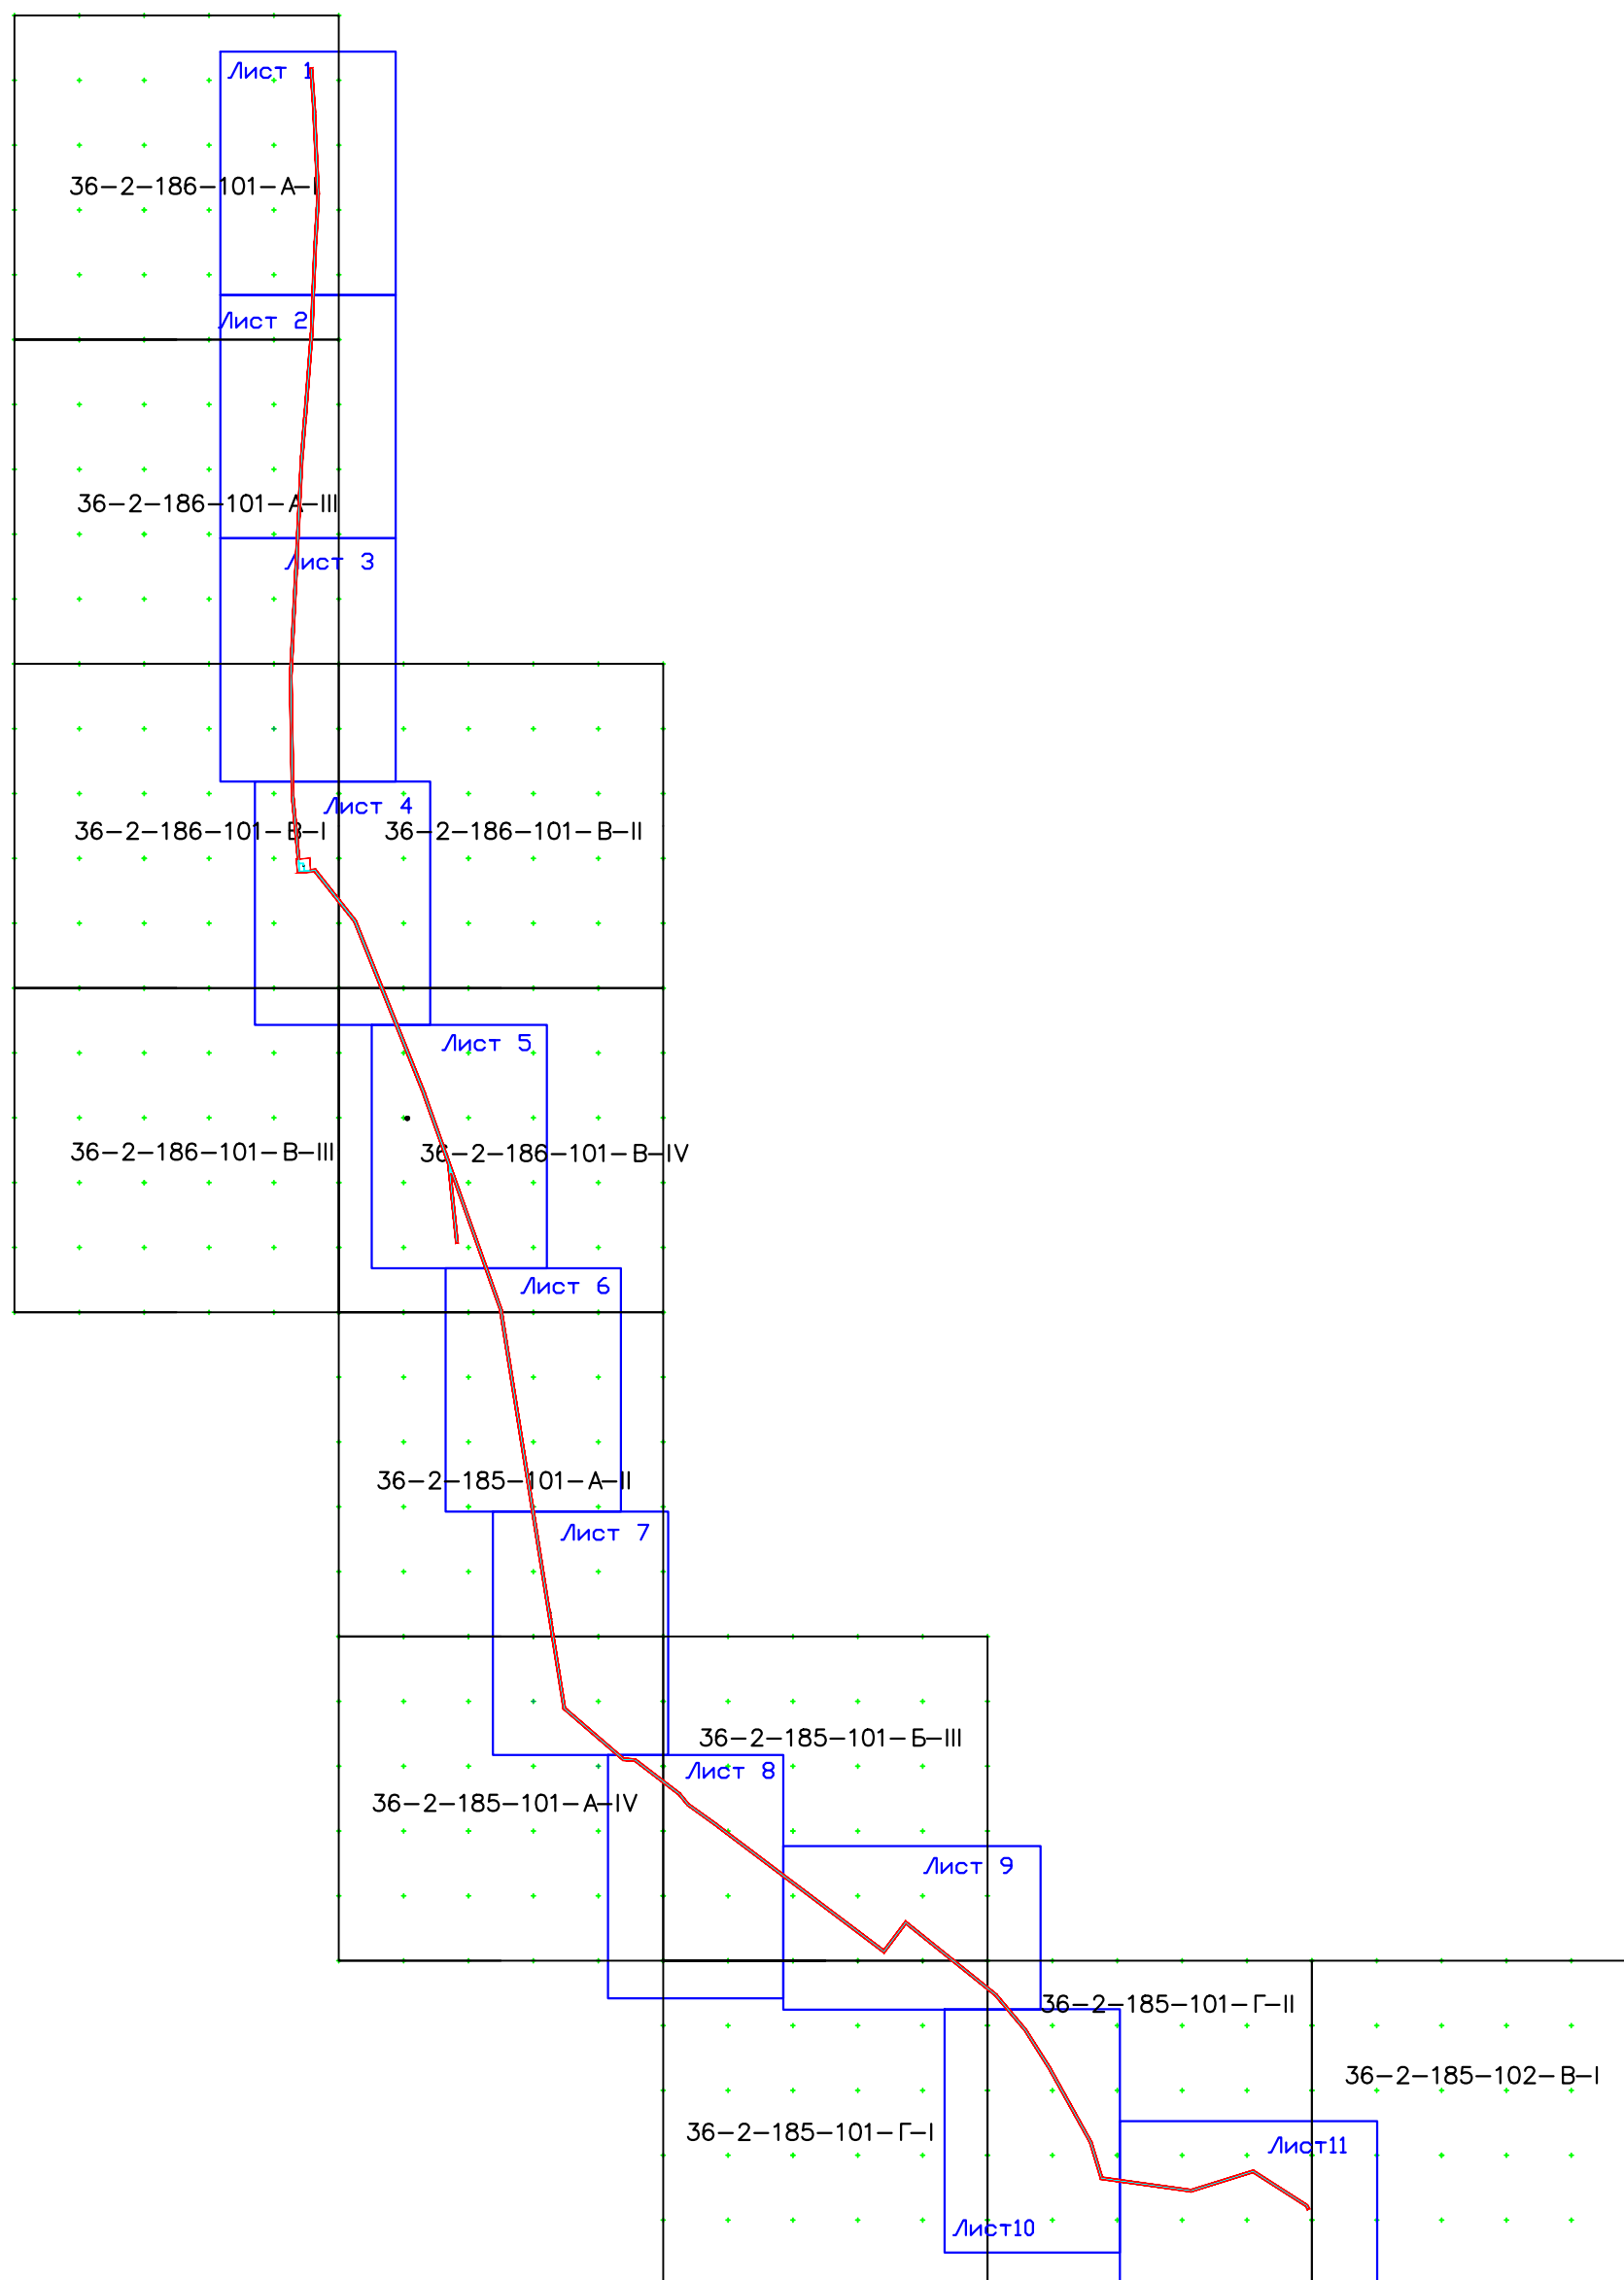 Лист 1
36-2-186-101-А-I
Лист 2
36-2-186-101-А-III
Лист 3
Лист 4
36-2-186-101-В-I
36-2-186-101-В-II
Лист 5
36-2-186-101-В-III
36-2-186-101-В-IV
Лист 6
36-2-185-101-А-II
Лист 7
36-2-185-101-Б-III
Лист 8
36-2-185-101-А-IV
Лист 9
36-2-185-101-Г-II
36-2-185-102-В-I
36-2-185-101-Г-I
Лист11
Лист10